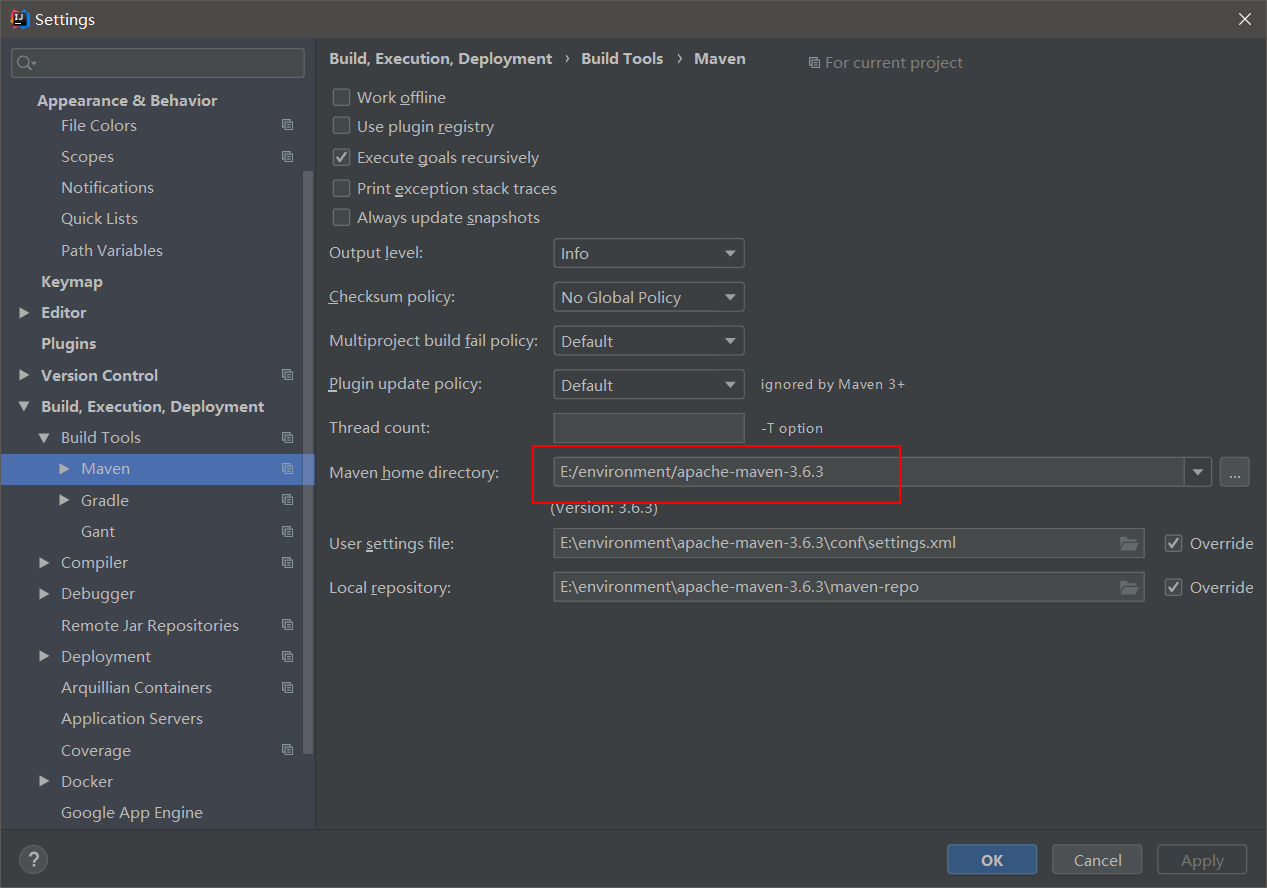 Settings
Build, Execution, Deployment › Build Tools › Maven
For current project
Appearance & Behavior
File Colors
Scopes
Notifications
Quick Lists
Path Variables
Keymap
Editor
Plugins
Version Control
Build, Execution, Deployment
Build Tools
Maven
Gradle
Gant
Compiler
Debugger
Remote Jar Repositories
Deployment
Arquillian Containers
Application Servers
Coverage
Docker
Google App Engine
Work offline
Use plugin registry
Execute goals recursively
Print exception stack traces
Always update snapshots
Output level: Info
Checksum policy: No Global Policy
Multiproject build fail policy: Default
Plugin update policy: Default ignored by Maven 3+
Thread count: -T option
Maven home directory: E:/environment/apache-maven-3.6.3 ...
(Version: 3.6.3)
User settings file: E:\environment\apache-maven-3.6.3\conf\settings.xml Override
Local repository: E:\environment\apache-maven-3.6.3\maven-repo Override
? OK Cancel Apply